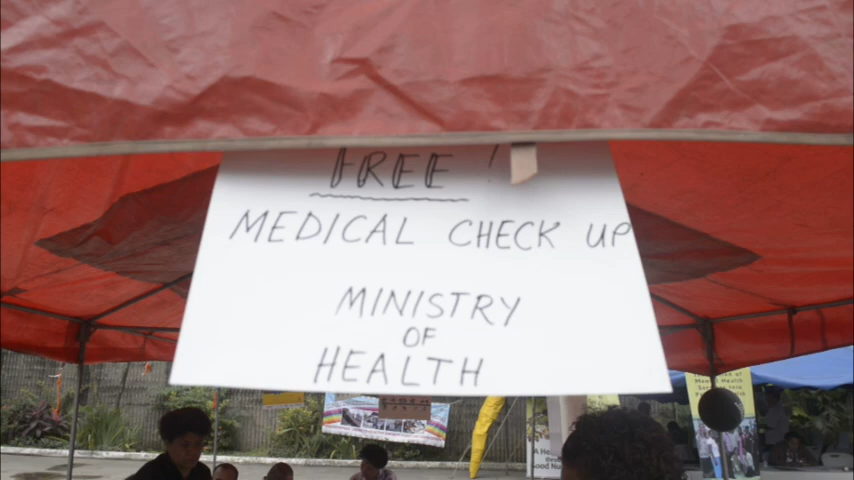 FREE !
MEDICAL CHECK UP
MINISTRY
OF
HEALTH